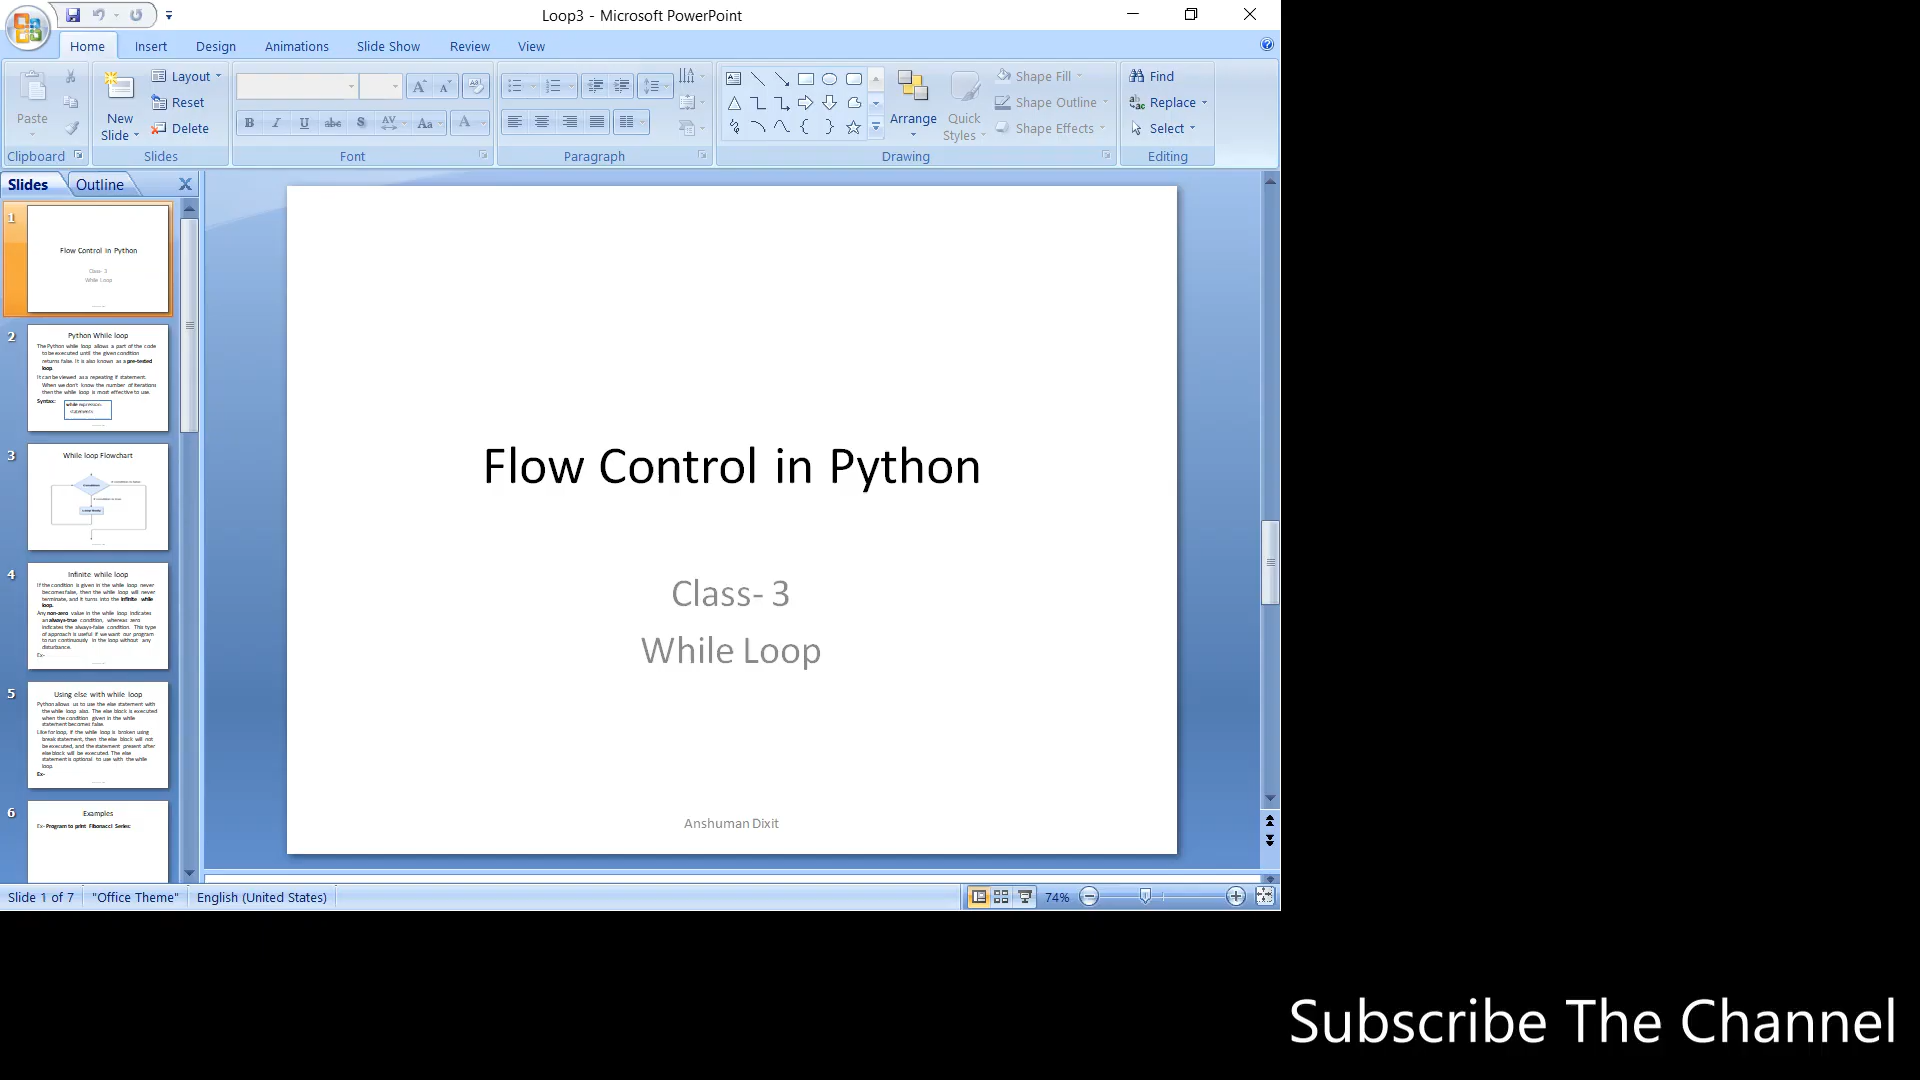 Loop3 - Microsoft PowerPoint
Home Insert Design Animations Slide Show Review View
Paste
Clipboard
New Slide
Layout
Reset
Delete
Slides
B I U abc S AV Aa A
Font
Paragraph
Arrange
Quick Styles
Shape Fill
Shape Outline
Shape Effects
Drawing
Find
Replace
Select
Editing
Slides Outline
1
Flow Control in Python
Class- 3
While Loop
2
Python While loop
The Python while loop allows a part of the code
to be executed until the given condition
returns false. It is also known as a pre-tested
loop.
It can be viewed as a repeating if statement.
When we don't know the number of iterations
then the while loop is most effective to use.
Syntax:
while expression:
statements
3
While loop Flowchart
4
Infinite while loop
If the condition is given in the while loop never
becomes false, then the while loop will never
terminate, and it turns into the infinite while
loop.
Any non-zero value in the while loop indicates
an always-true condition, whereas zero
indicates the always-false condition. This type
of approach is useful if we want our program
to run continuously in the loop without any
disturbance.
Ex-
5
Using else with while loop
Python allows us to use the else statement with
the while loop also. The else block is executed
when the condition given in the while
statement becomes false.
Like for loop, if the while loop is broken using
break statement, then the else block will not
be executed, and the statement present after
else block will be executed. The else
statement is optional to use with the while
loop.
Ex-
6
Examples
Ex- Program to print Fibonacci Series:
Flow Control in Python
Class- 3
While Loop
Anshuman Dixit
Slide 1 of 7 "Office Theme" English (United States) 74%
Subscribe The Channel